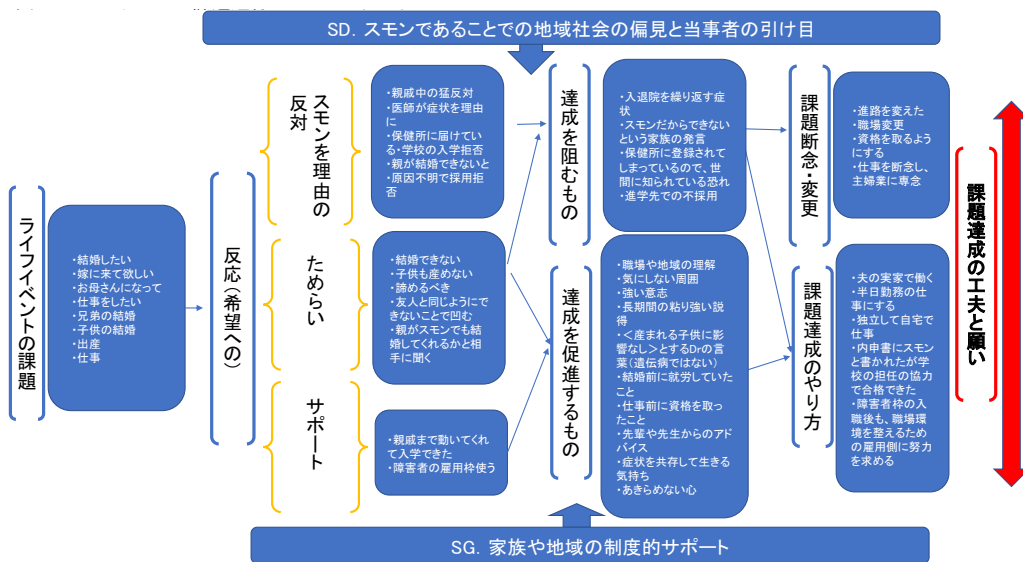 SD．スモンであることでの地域社会の偏見と当事者の引け目
ライフイベントの課題
・結婚したい
・嫁に来て欲しい
・お母さんになって
・仕事をしたい
・兄弟の結婚
・子供の結婚
・出産
・仕事
反応（希望への）
スモンを理由の
反対
・親戚中の猛反対
・医師が症状を理由
に
・保健所に届けてい
る・学校の入学拒否
・親が結婚できないと
・原因不明で採用拒
否
ためらい
・結婚できない
・子供も産めない
・諦めるべき
・友人と同じようにで
きないことで凹む
・親がスモンでも結
婚してくれるかと相
手に聞く
サポート
・親戚まで動いてくれ
て入学できた
・障害者の雇用枠使う
達成を阻むもの
・入退院を繰り返す症
状
・スモンだからできない
という家族の発言
・保健所に登録されて
しまっているので、世
間に知られている恐れ
・進学先での不採用
達成を促進するもの
・職場や地域の理解
・気にしない周囲
・強い意志
・長期間の粘り強い説
得
・＜産まれる子供に影
響なし＞とするDrの言
葉（遺伝病ではない）
・結婚前に就労していた
こと
・仕事前に資格を取っ
たこと
・先輩や先生からのアド
バイス
・症状を共存して生きる
気持ち
・あきらめない心
課題断念・変更
・進路を変えた
・職場変更
・資格を取るように
する
・仕事を断念し、主
婦業に専念
課題達成のやり方
・夫の実家で働く
・半日勤務の仕
事にする
・独立して自宅で仕
事
・内申書にスモン
と書かれたが学
校の担任の協力
で合格できた
・障害者枠の入
職後も、職場環
境を整えるため
の雇用側に努力
を求める
課題達成の工夫と願い
SG．家族や地域の制度的サポート